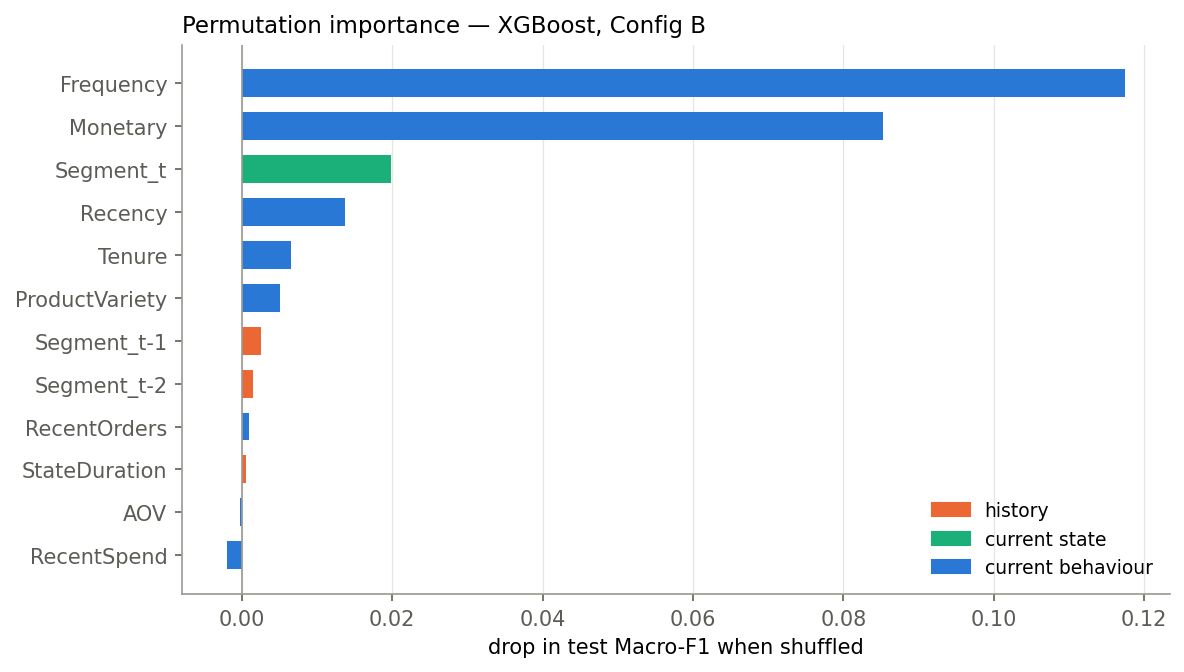 Permutation importance — XGBoost, Config B
Frequency
Monetary
Segment_t
Recency
Tenure
ProductVariety
Segment_t-1
Segment_t-2
RecentOrders
StateDuration
AOV
RecentSpend
history
current state
current behaviour
0.00 0.02 0.04 0.06 0.08 0.10 0.12
drop in test Macro-F1 when shuffled